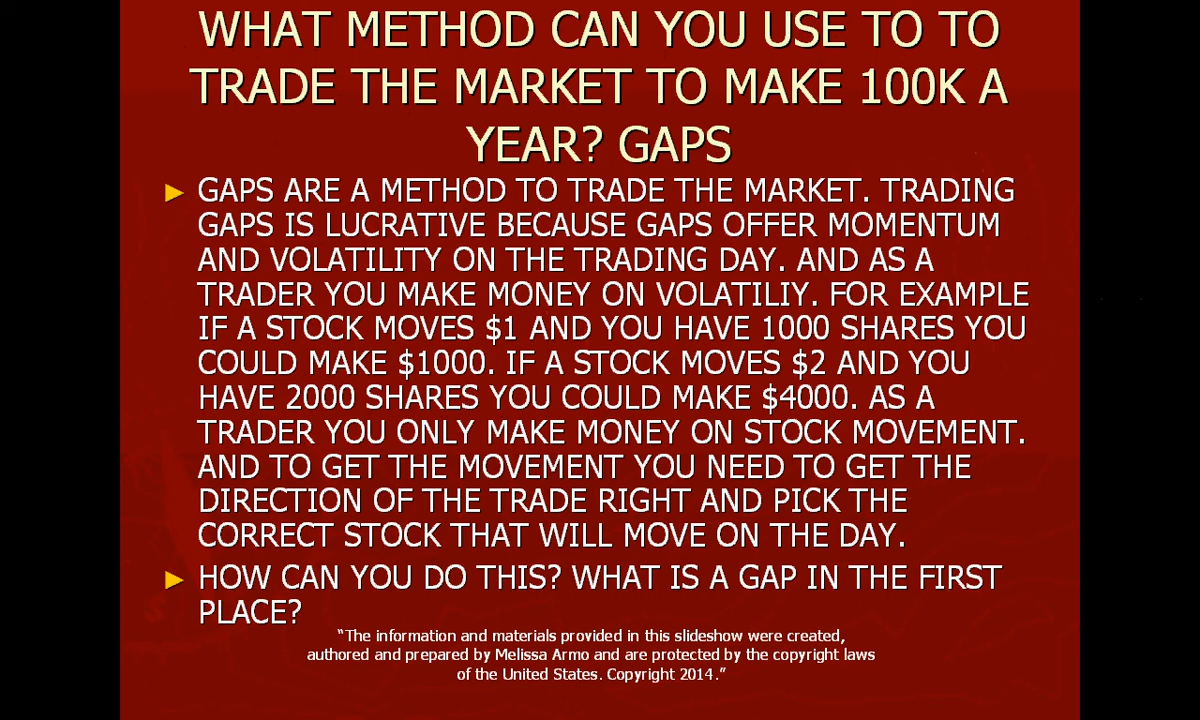 WHAT METHOD CAN YOU USE TO TO
TRADE THE MARKET TO MAKE 100K A
YEAR? GAPS
► GAPS ARE A METHOD TO TRADE THE MARKET. TRADING
GAPS IS LUCRATIVE BECAUSE GAPS OFFER MOMENTUM
AND VOLATILITY ON THE TRADING DAY. AND AS A
TRADER YOU MAKE MONEY ON VOLATILIY. FOR EXAMPLE
IF A STOCK MOVES $1 AND YOU HAVE 1000 SHARES YOU
COULD MAKE $1000. IF A STOCK MOVES $2 AND YOU
HAVE 2000 SHARES YOU COULD MAKE $4000. AS A
TRADER YOU ONLY MAKE MONEY ON STOCK MOVEMENT.
AND TO GET THE MOVEMENT YOU NEED TO GET THE
DIRECTION OF THE TRADE RIGHT AND PICK THE
CORRECT STOCK THAT WILL MOVE ON THE DAY.
► HOW CAN YOU DO THIS? WHAT IS A GAP IN THE FIRST
PLACE?
“The information and materials provided in this slideshow were created,
authored and prepared by Melissa Armo and are protected by the copyright laws
of the United States. Copyright 2014.”